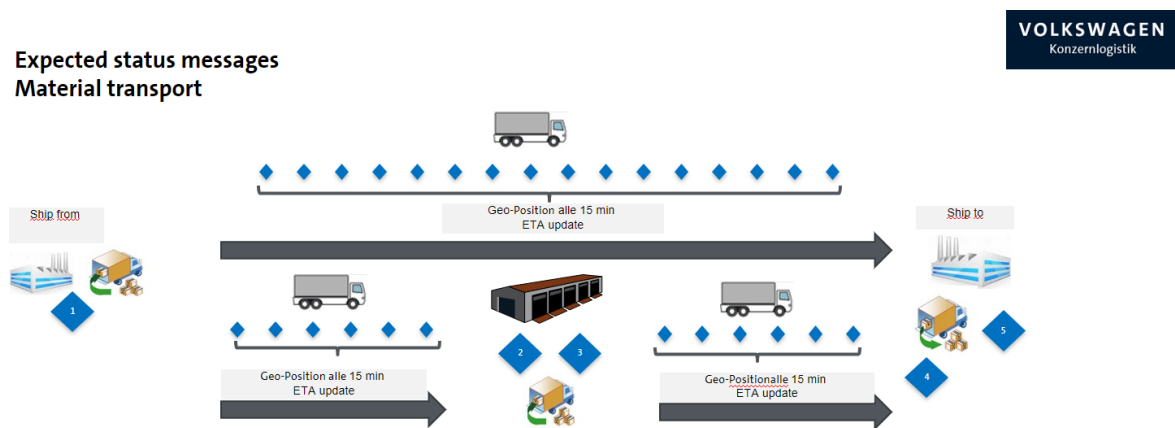 VOLKSWAGEN
Konzernlogistik
Expected status messages
Material transport
Geo-Position alle 15 min
ETA update
Ship from
Ship to
1
2
3
4
5
Geo-Position alle 15 min
ETA update
Geo-Positionalle 15 min
ETA update